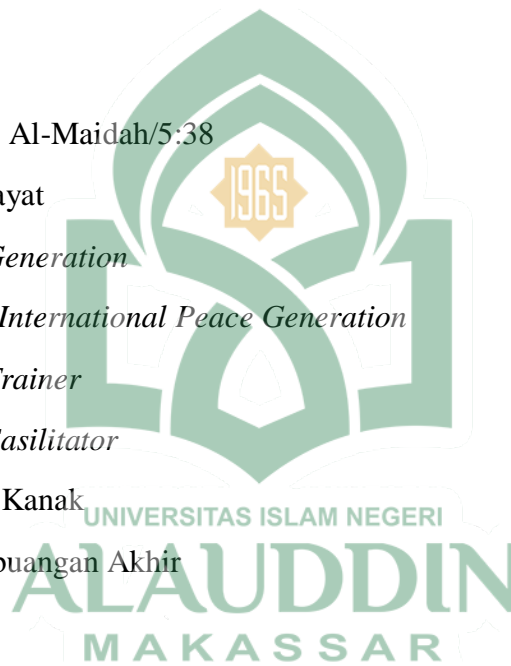 Al-Maidah/5:38
ayat
Generation
International Peace Generation
Trainer
Fasilitator
Kanak
buangan Akhir
1965
UNIVERSITAS ISLAM NEGERI
ALAUDDIN
MAKASSAR